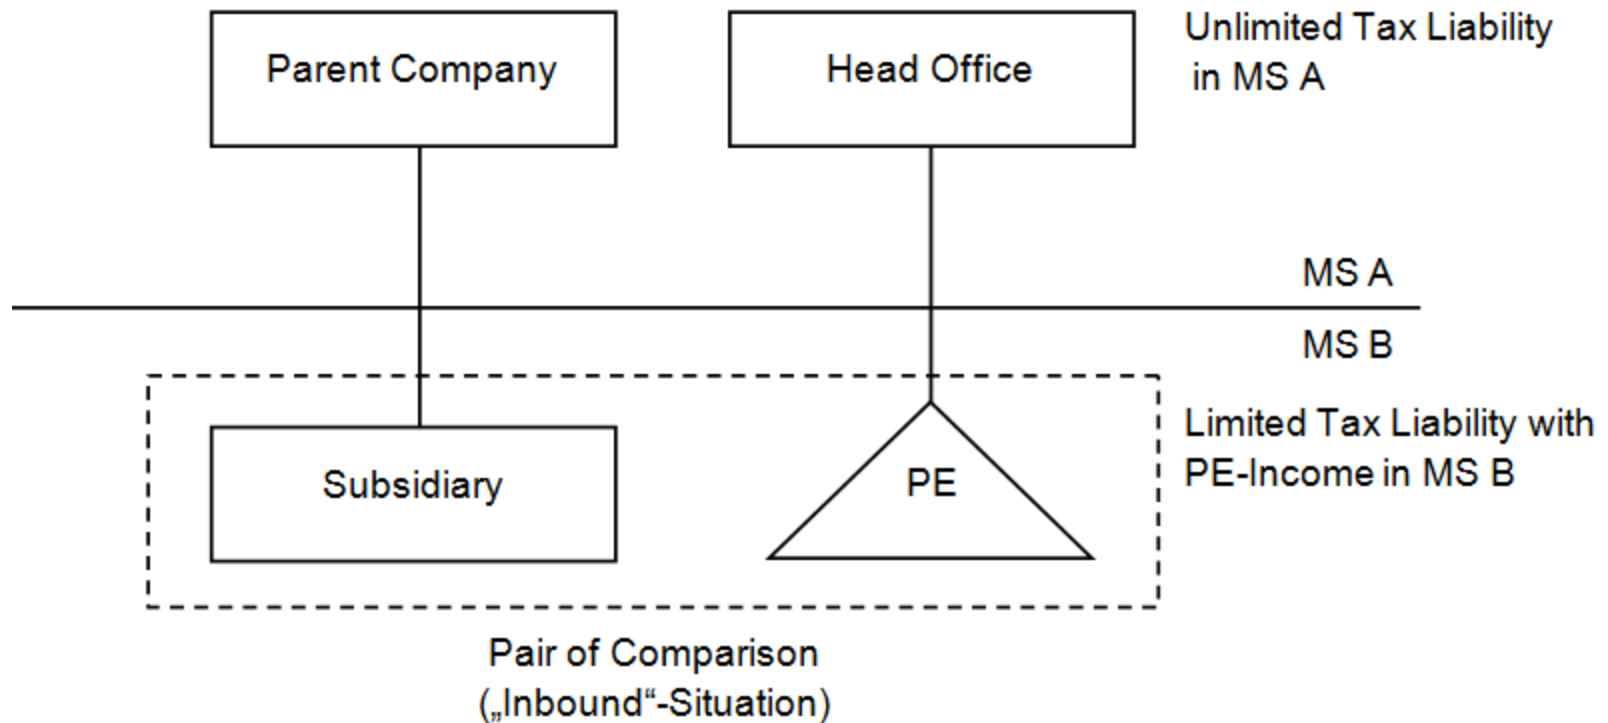 Parent Company
Head Office
Unlimited Tax Liability
in MS A
MS A
MS B
Subsidiary
PE
Limited Tax Liability with
PE-Income in MS B
Pair of Comparison
(„Inbound“-Situation)